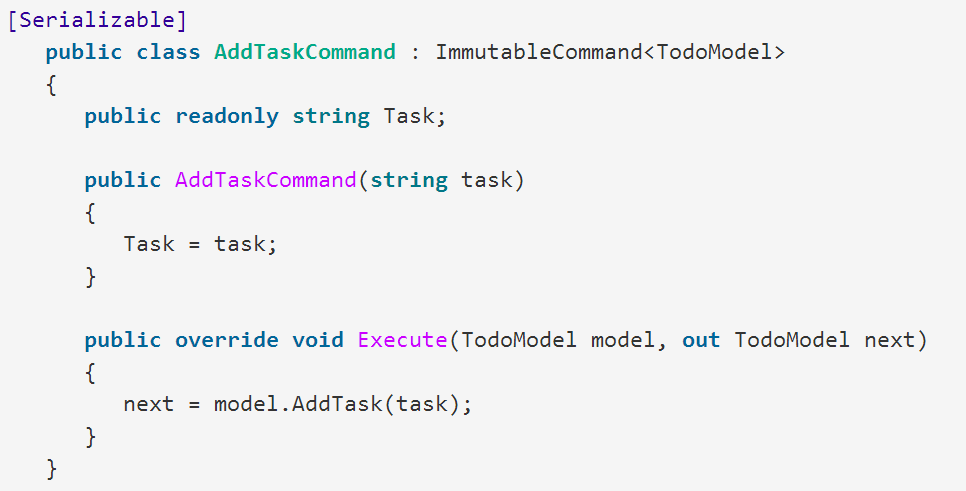 [Serializable]
   public class AddTaskCommand : ImmutableCommand<TodoModel>
   {
      public readonly string Task;

      public AddTaskCommand(string task)
      {
         Task = task;
      }

      public override void Execute(TodoModel model, out TodoModel next)
      {
         next = model.AddTask(task);
      }
   }